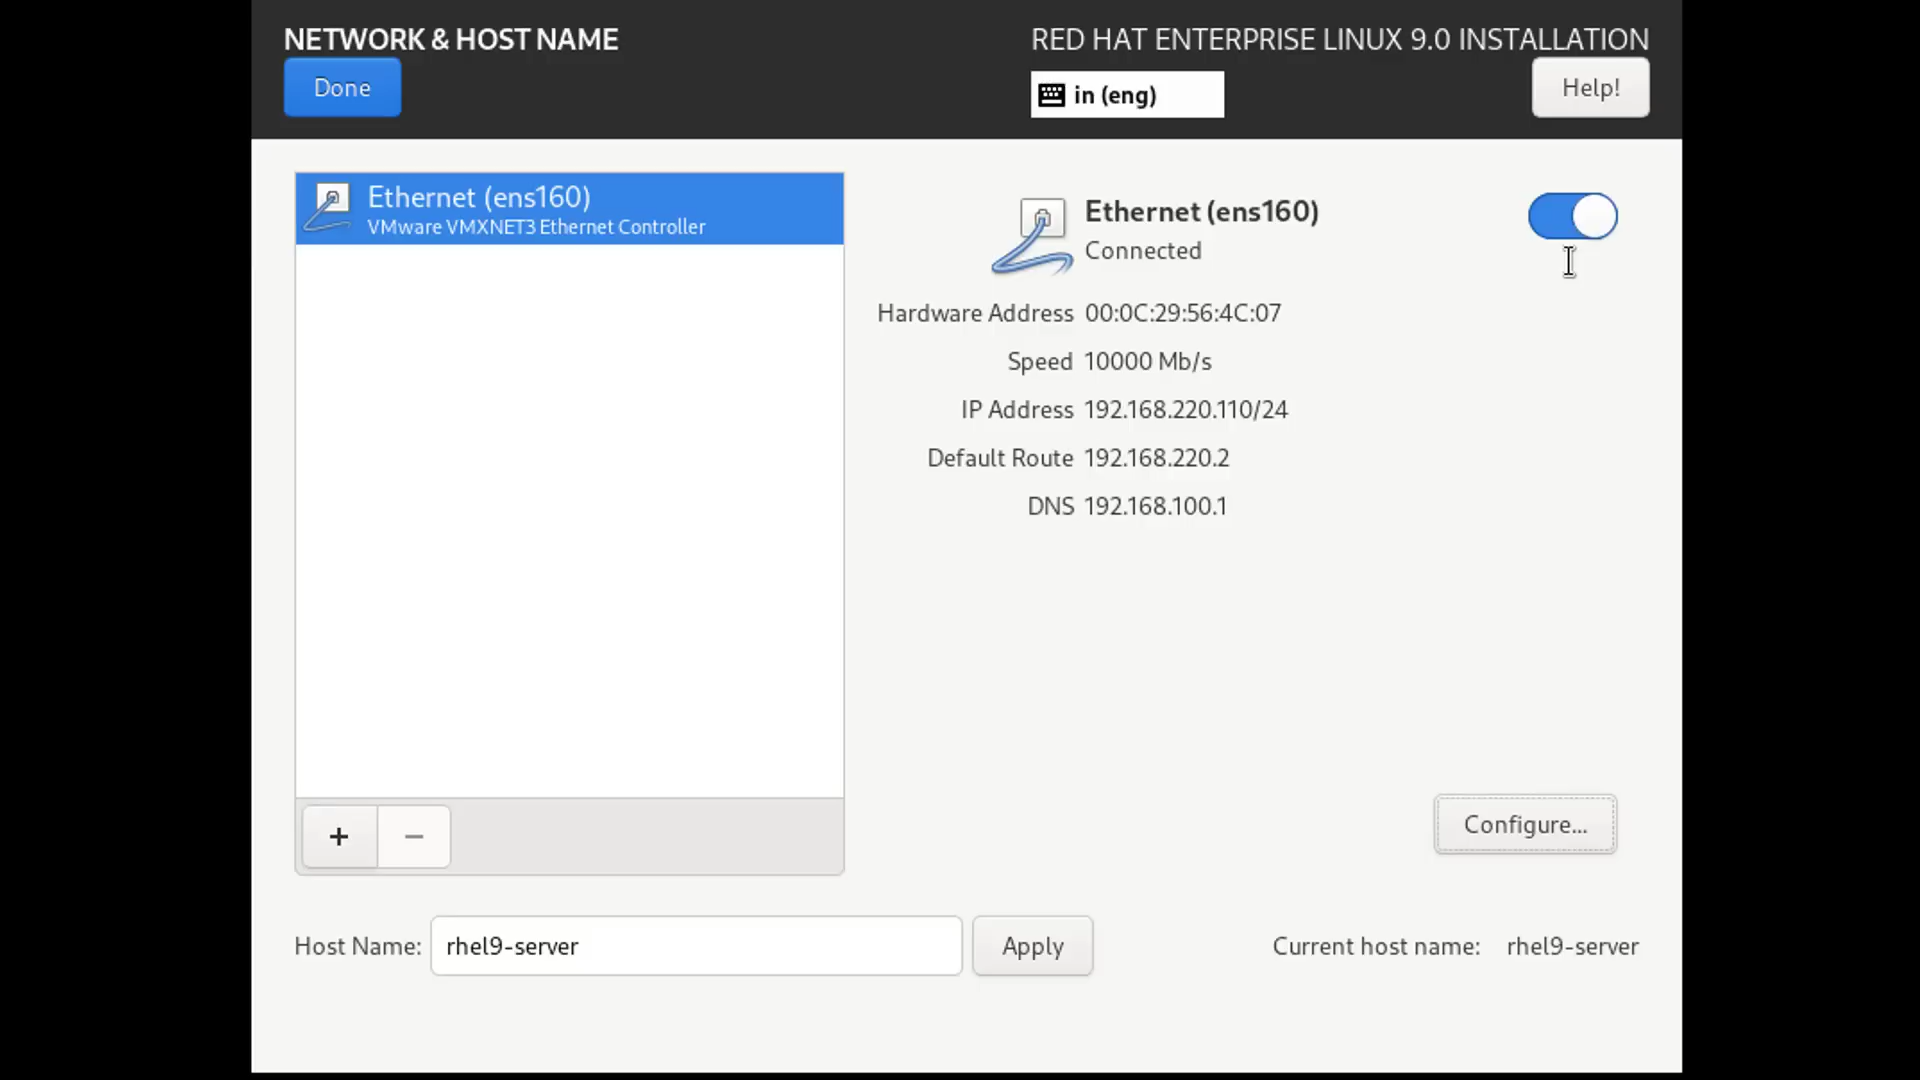 NETWORK & HOST NAME
RED HAT ENTERPRISE LINUX 9.0 INSTALLATION
Done
in (eng)
Help!
Ethernet (ens160)
VMware VMXNET3 Ethernet Controller
Ethernet (ens160)
Connected
Hardware Address 00:0C:29:56:4C:07
Speed 10000 Mb/s
IP Address 192.168.220.110/24
Default Route 192.168.220.2
DNS 192.168.100.1
+ −
Configure...
Host Name: rhel9-server Apply Current host name: rhel9-server